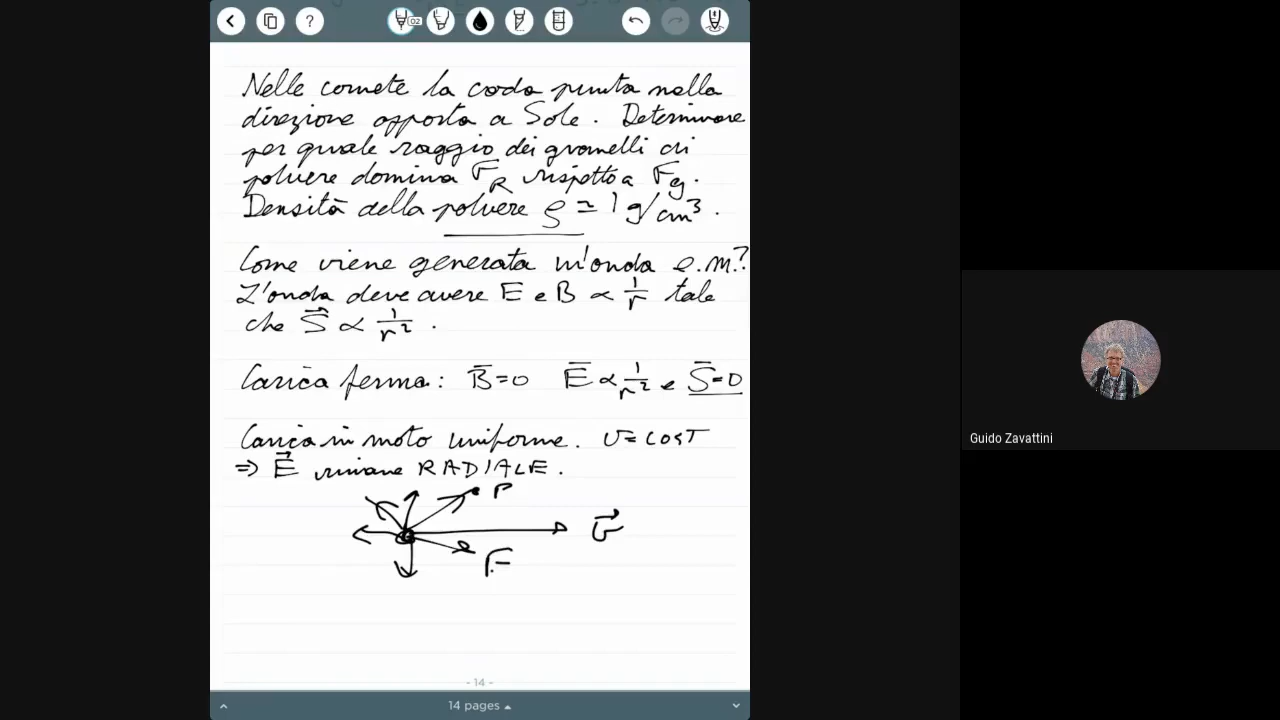 ?
02
Nelle comete la coda punta nella
direzione opposta a Sole. Determinare
per quale raggio dei granelli di
polvere domina F_R rispetto a F_g.
Densità della polvere ρ ≃ 1 g/cm³.
Come viene generata un'onda e.m.?
L'onda deve avere E e B ∝ 1/r tale
che S⃗ ∝ 1/r².
Carica ferma: B̄=0 Ē ∝ 1/r² e S̄=0
Carica in moto uniforme. v = COST
⇒ E⃗ rimane RADIALE.
P
v⃗
E
- 14 -
14 pages
Guido Zavattini